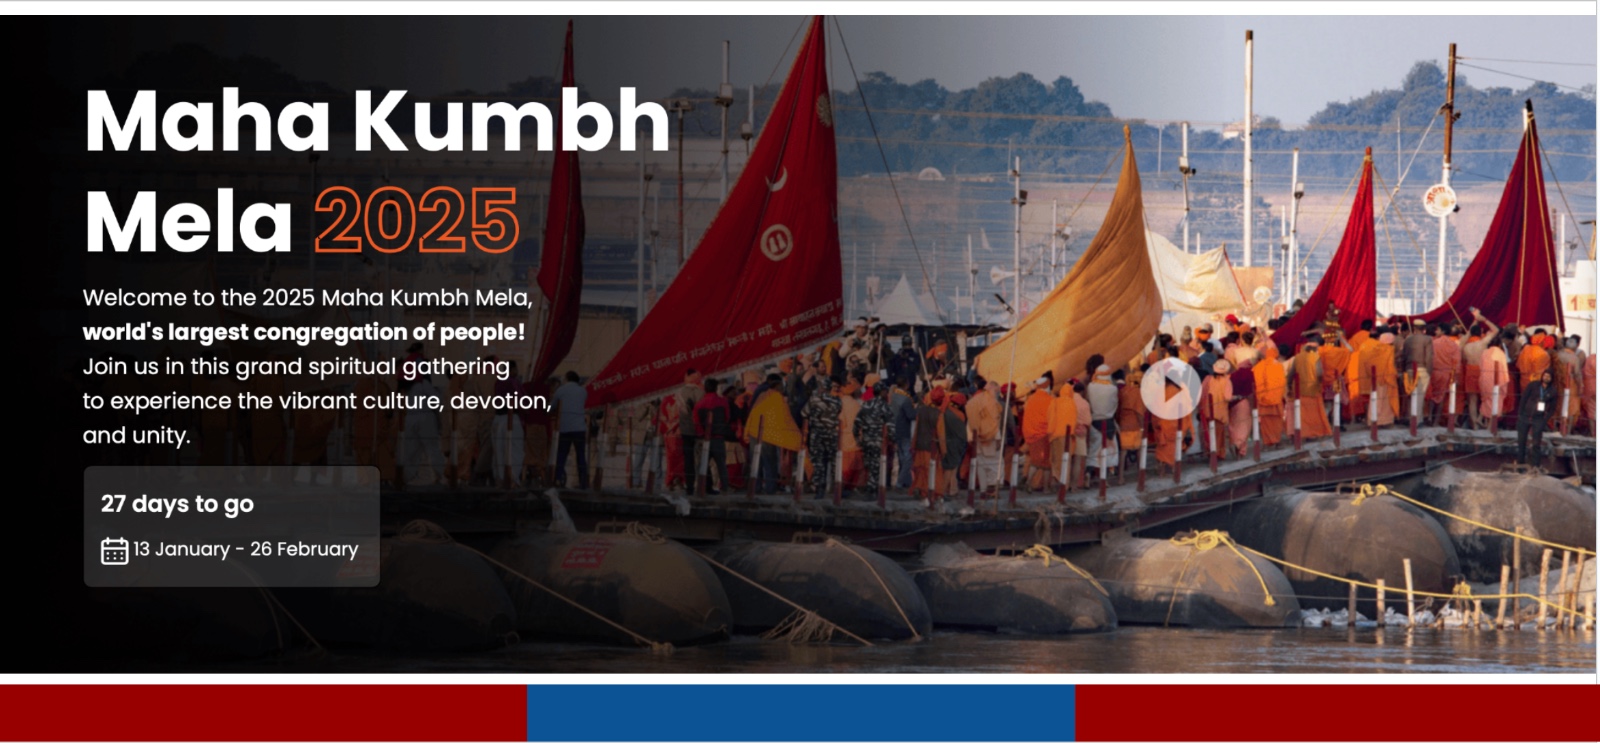 Maha Kumbh
Mela 2025
Welcome to the 2025 Maha Kumbh Mela,
world's largest congregation of people!
Join us in this grand spiritual gathering
to experience the vibrant culture, devotion,
and unity.
27 days to go
13 January - 26 February